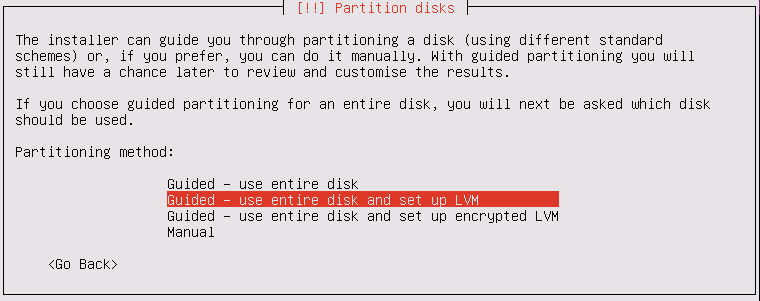 [!!] Partition disks
The installer can guide you through partitioning a disk (using different standard
schemes) or, if you prefer, you can do it manually. With guided partitioning you will
still have a chance later to review and customise the results.
If you choose guided partitioning for an entire disk, you will next be asked which disk
should be used.
Partitioning method:
Guided - use entire disk
Guided - use entire disk and set up LVM
Guided - use entire disk and set up encrypted LVM
Manual
<Go Back>